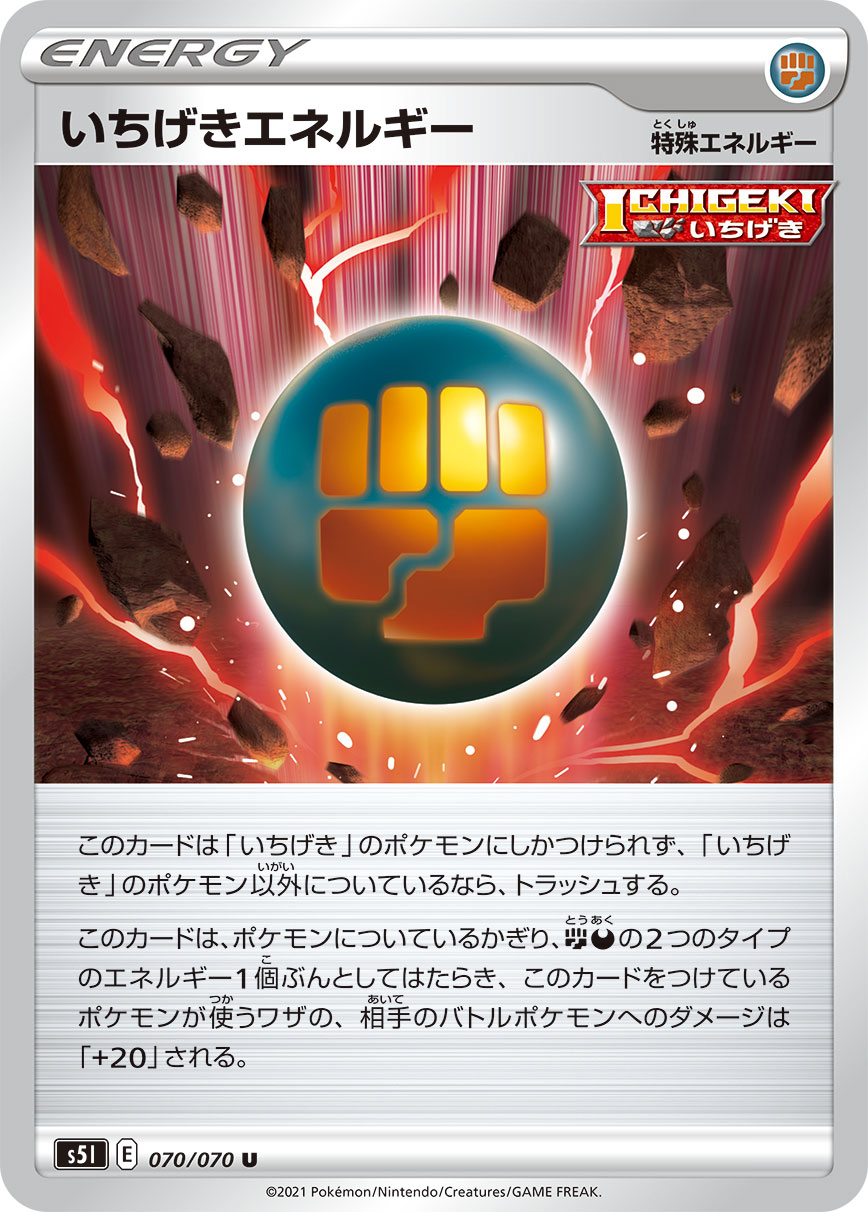 ENERGY
いちげきエネルギー
とくしゅ
特殊エネルギー
ICHIGEKI
いちげき
このカードは「いちげき」のポケモンにしかつけられず、「いちげ
いがい
き」のポケモン以外についているなら、トラッシュする。
とうあく
このカードは、ポケモンについているかぎり、の2つのタイプ
こ
のエネルギー1個ぶんとしてはたらき、このカードをつけている
つか あいて
ポケモンが使うワザの、相手のバトルポケモンへのダメージは
「+20」される。
s5I E 070/070 U
©2021 Pokémon/Nintendo/Creatures/GAME FREAK.